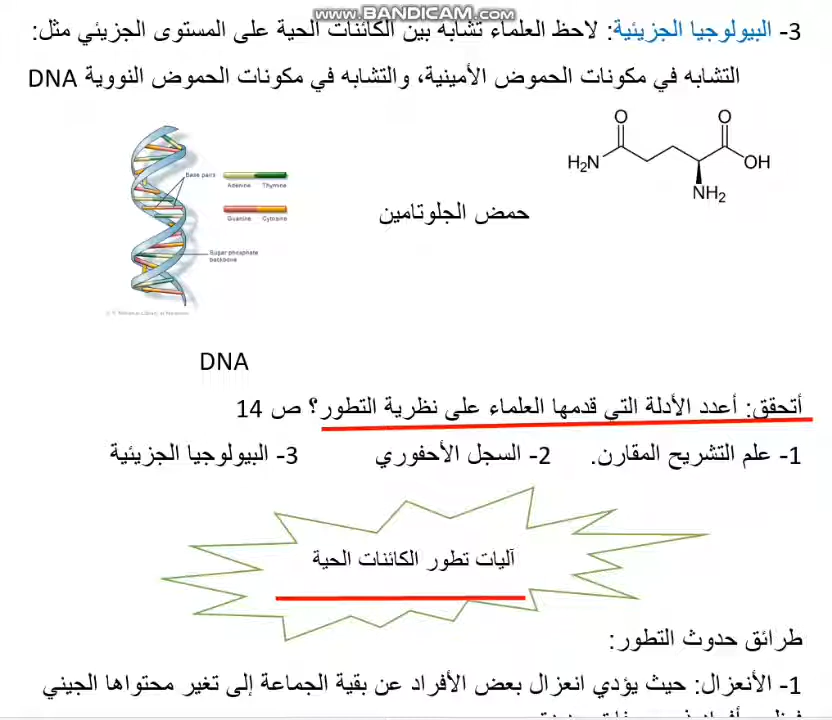 www.BANDICAM.com
3- البيولوجيا الجزيئية: لاحظ العلماء تشابه بين الكائنات الحية على المستوى الجزيئي مثل:
التشابه في مكونات الحموض الأمينية، والتشابه في مكونات الحموض النووية DNA
O O
H₂N OH
NH₂
حمض الجلوتامين
Base pairs
Adenine Thymine
Guanine Cytosine
Sugar phosphate
backbone
DNA
أتحقق: أعدد الأدلة التي قدمها العلماء على نظرية التطور؟ ص 14
1- علم التشريح المقارن. 2- السجل الأحفوري 3- البيولوجيا الجزيئية
آليات تطور الكائنات الحية
طرائق حدوث التطور:
1- الأنعزال: حيث يؤدي انعزال بعض الأفراد عن بقية الجماعة إلى تغير محتواها الجيني